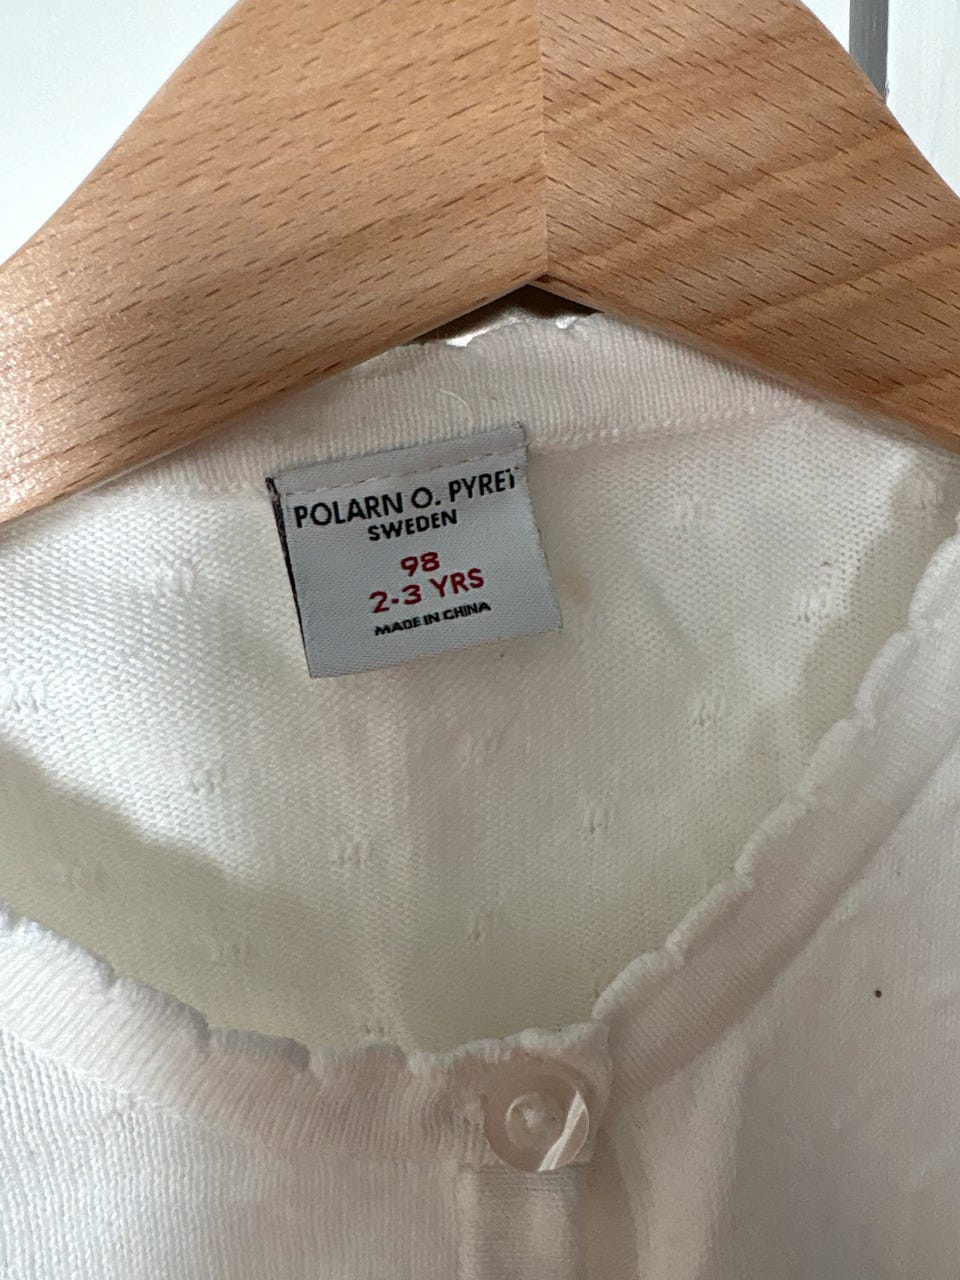 POLARN O. PYRET
SWEDEN
98
2-3 YRS
MADE IN CHINA